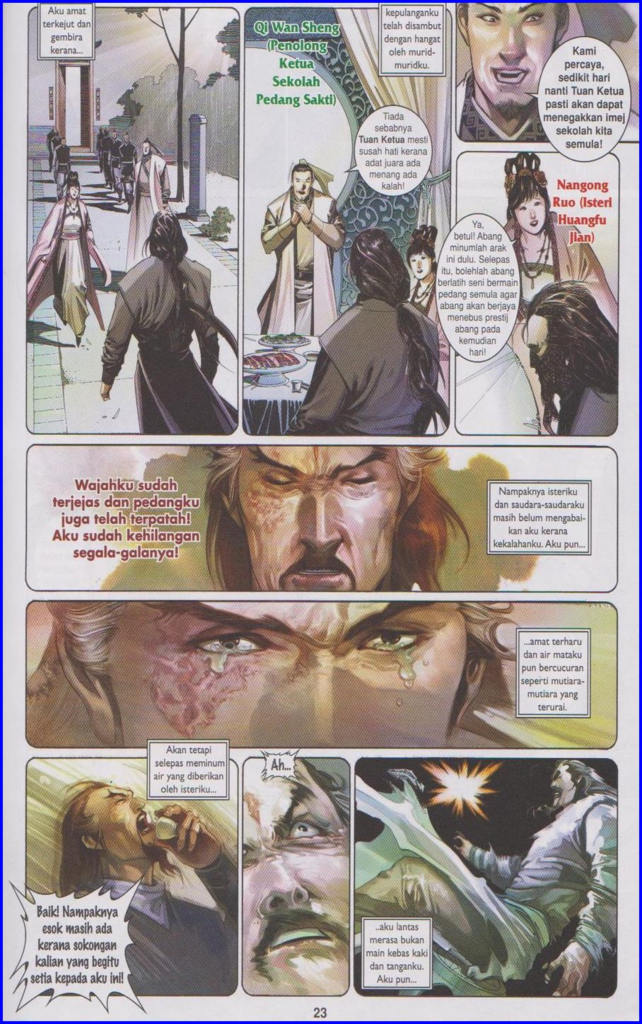 Aku amat
terkejut dan
gembira
kerana...
QI Wan Sheng
(Penolong
Ketua
Sekolah
Pedang Sakti)
kepulanganku
telah disambut
dengan hangat
oleh murid-
muridku.
Tiada
sebabnya
Tuan Ketua mesti
susah hati kerana
adat juara ada
menang ada
kalah!
Kami
percaya,
sedikit hari
nanti Tuan Ketua
pasti akan dapat
menegakkan imej
sekolah kita
semula!
Nangong
Ruo (Isteri
Huangfu
Jian)
Ya,
betul! Abang
minumlah arak
ini dulu. Selepas
itu, bolehlah abang
berlatih seni bermain
pedang semula agar
abang akan berjaya
menebus prestij
abang pada
kemudian
hari!
Wajahku sudah
terjejas dan pedangku
juga telah terpatah!
Aku sudah kehilangan
segala-galanya!
Nampaknya isteriku
dan saudara-saudaraku
masih belum mengabai-
kan aku kerana
kekalahanku. Aku pun...
...amat terharu
dan air mataku
pun bercucuran
seperti mutiara-
mutiara yang
terurai.
Akan tetapi
selepas meminum
air yang diberikan
oleh isteriku...
Baik! Nampaknya
esok masih ada
kerana sokongan
kalian yang begitu
setia kepada aku ini!
Ah...
..aku lantas
merasa bukan
main kebas kaki
dan tanganku.
Aku pun...
23